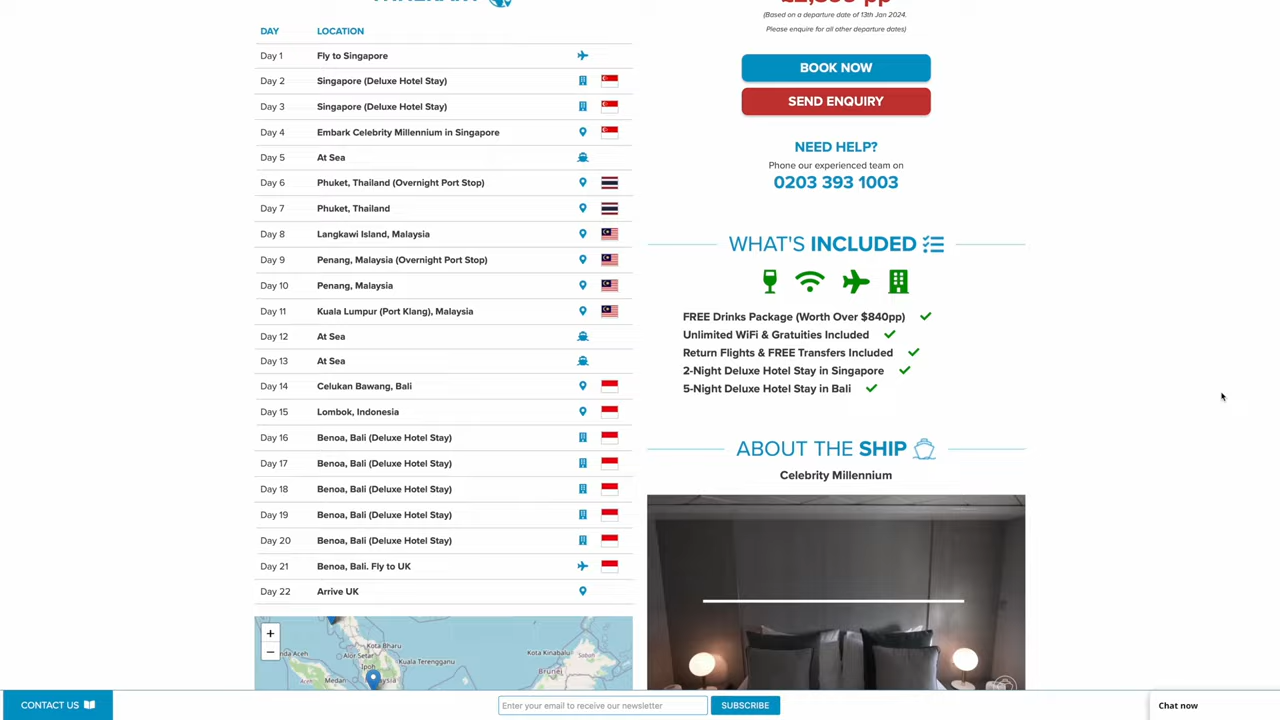 DAY LOCATION
Day 1 Fly to Singapore
Day 2 Singapore (Deluxe Hotel Stay)
Day 3 Singapore (Deluxe Hotel Stay)
Day 4 Embark Celebrity Millennium in Singapore
Day 5 At Sea
Day 6 Phuket, Thailand (Overnight Port Stop)
Day 7 Phuket, Thailand
Day 8 Langkawi Island, Malaysia
Day 9 Penang, Malaysia (Overnight Port Stop)
Day 10 Penang, Malaysia
Day 11 Kuala Lumpur (Port Klang), Malaysia
Day 12 At Sea
Day 13 At Sea
Day 14 Celukan Bawang, Bali
Day 15 Lombok, Indonesia
Day 16 Benoa, Bali (Deluxe Hotel Stay)
Day 17 Benoa, Bali (Deluxe Hotel Stay)
Day 18 Benoa, Bali (Deluxe Hotel Stay)
Day 19 Benoa, Bali (Deluxe Hotel Stay)
Day 20 Benoa, Bali (Deluxe Hotel Stay)
Day 21 Benoa, Bali. Fly to UK
Day 22 Arrive UK
+
−
Kota Bharu
Alor Setar
Kuala Terengganu
Ipoh
Medan
Kota Kinabalu
Brunei
pp
(Based on a departure date of 13th Jan 2024.
Please enquire for all other departure dates)
BOOK NOW
SEND ENQUIRY
NEED HELP?
Phone our experienced team on
0203 393 1003
WHAT'S INCLUDED
FREE Drinks Package (Worth Over $840pp)
Unlimited WiFi & Gratuities Included
Return Flights & FREE Transfers Included
2-Night Deluxe Hotel Stay in Singapore
5-Night Deluxe Hotel Stay in Bali
ABOUT THE SHIP
Celebrity Millennium
CONTACT US
Enter your email to receive our newsletter
SUBSCRIBE
Chat now